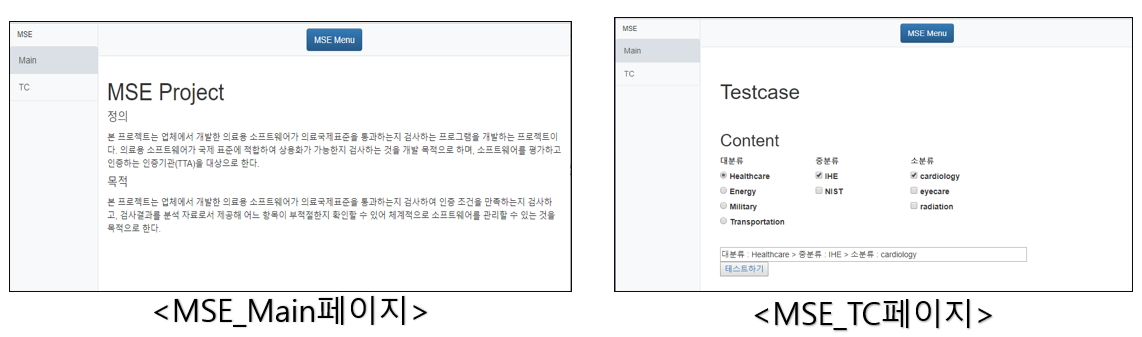 MSE
Main
TC
MSE Menu
MSE Project
정의
본 프로젝트는 업체에서 개발한 의료용 소프트웨어가 의료국제표준을 통과하는지 검사하는 프로그램을 개발하는 프로젝트이
다. 의료용 소프트웨어가 국제 표준에 적합하여 상용화가 가능한지 검사하는 것을 개발 목적으로 하며, 소프트웨어를 평가하고
인증하는 인증기관(TTA)을 대상으로 한다.
목적
본 프로젝트는 업체에서 개발한 의료용 소프트웨어가 의료국제표준을 통과하는지 검사하여 인증 조건을 만족하는지 검사하
고, 검사결과를 분석 자료로서 제공해 어느 항목이 부적절한지 확인할 수 있어 체계적으로 소프트웨어를 관리할 수 있는 것을
목적으로 한다.
<MSE_Main페이지>
MSE
Main
TC
MSE Menu
Testcase
Content
대분류 중분류 소분류
Healthcare IHE cardiology
Energy NIST eyecare
Military radiation
Transportation
대분류 : Healthcare > 중분류 : IHE > 소분류 : cardiology
테스트하기
<MSE_TC페이지>